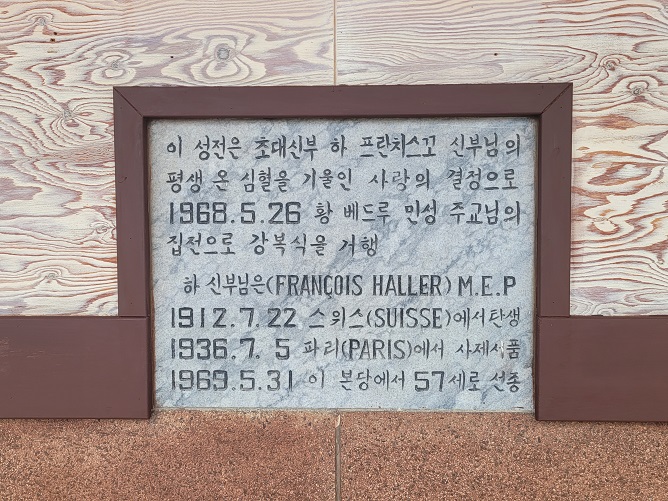 이 성전은 초대신부 하 프란치스꼬 신부님의
평생 온 심혈을 기울인 사랑의 결정으로
1968.5.26 황 베드루 민성 주교님의
집전으로 강복식을 거행
하 신부님은(FRANÇOIS HALLER) M.E.P
1912.7.22 스위스(SUISSE)에서탄생
1936.7.5 파리(PARIS)에서 사제서품
1969.5.31 이 본당에서 57세로 선종